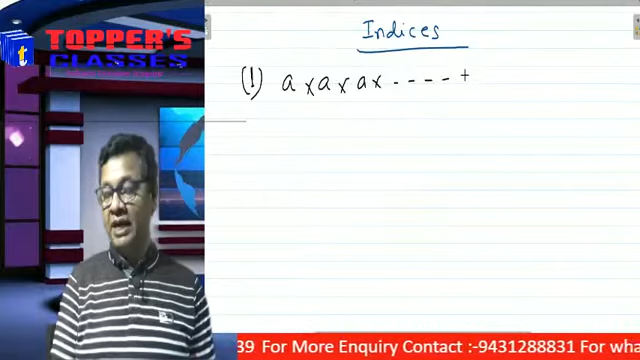 TOPPER'S
CLASSES
t
Indices
(1) a x a x a x - - - - +
39 For More Enquiry Contact :-9431288831 For wha